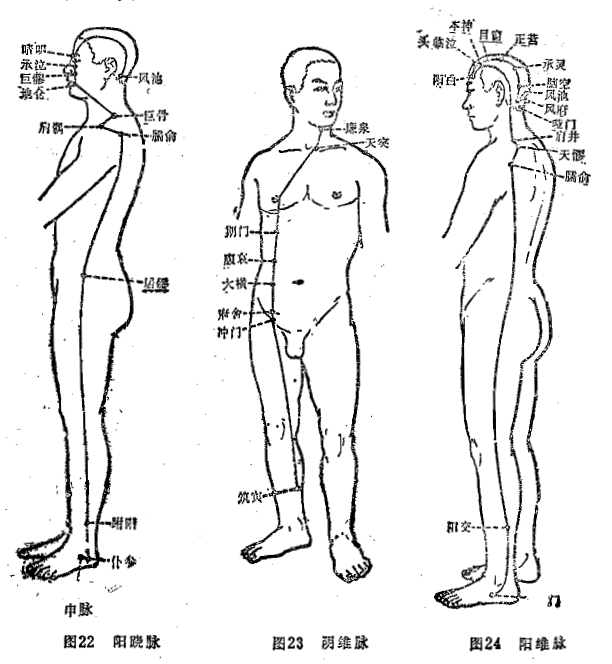 睛明
承泣
巨髎
地仓
风池
巨骨
肩髃
臑俞
居髎
附阳
仆参
申脉
图22 阳跷脉
廉泉
天突
期门
腹哀
大横
府舍
冲门
筑宾
图23 阴维脉
本神
头临泣
目窗
正营
承灵
阳白
脑空
风池
风府
哑门
肩井
天髎
臑俞
阳交
图24 阳维脉